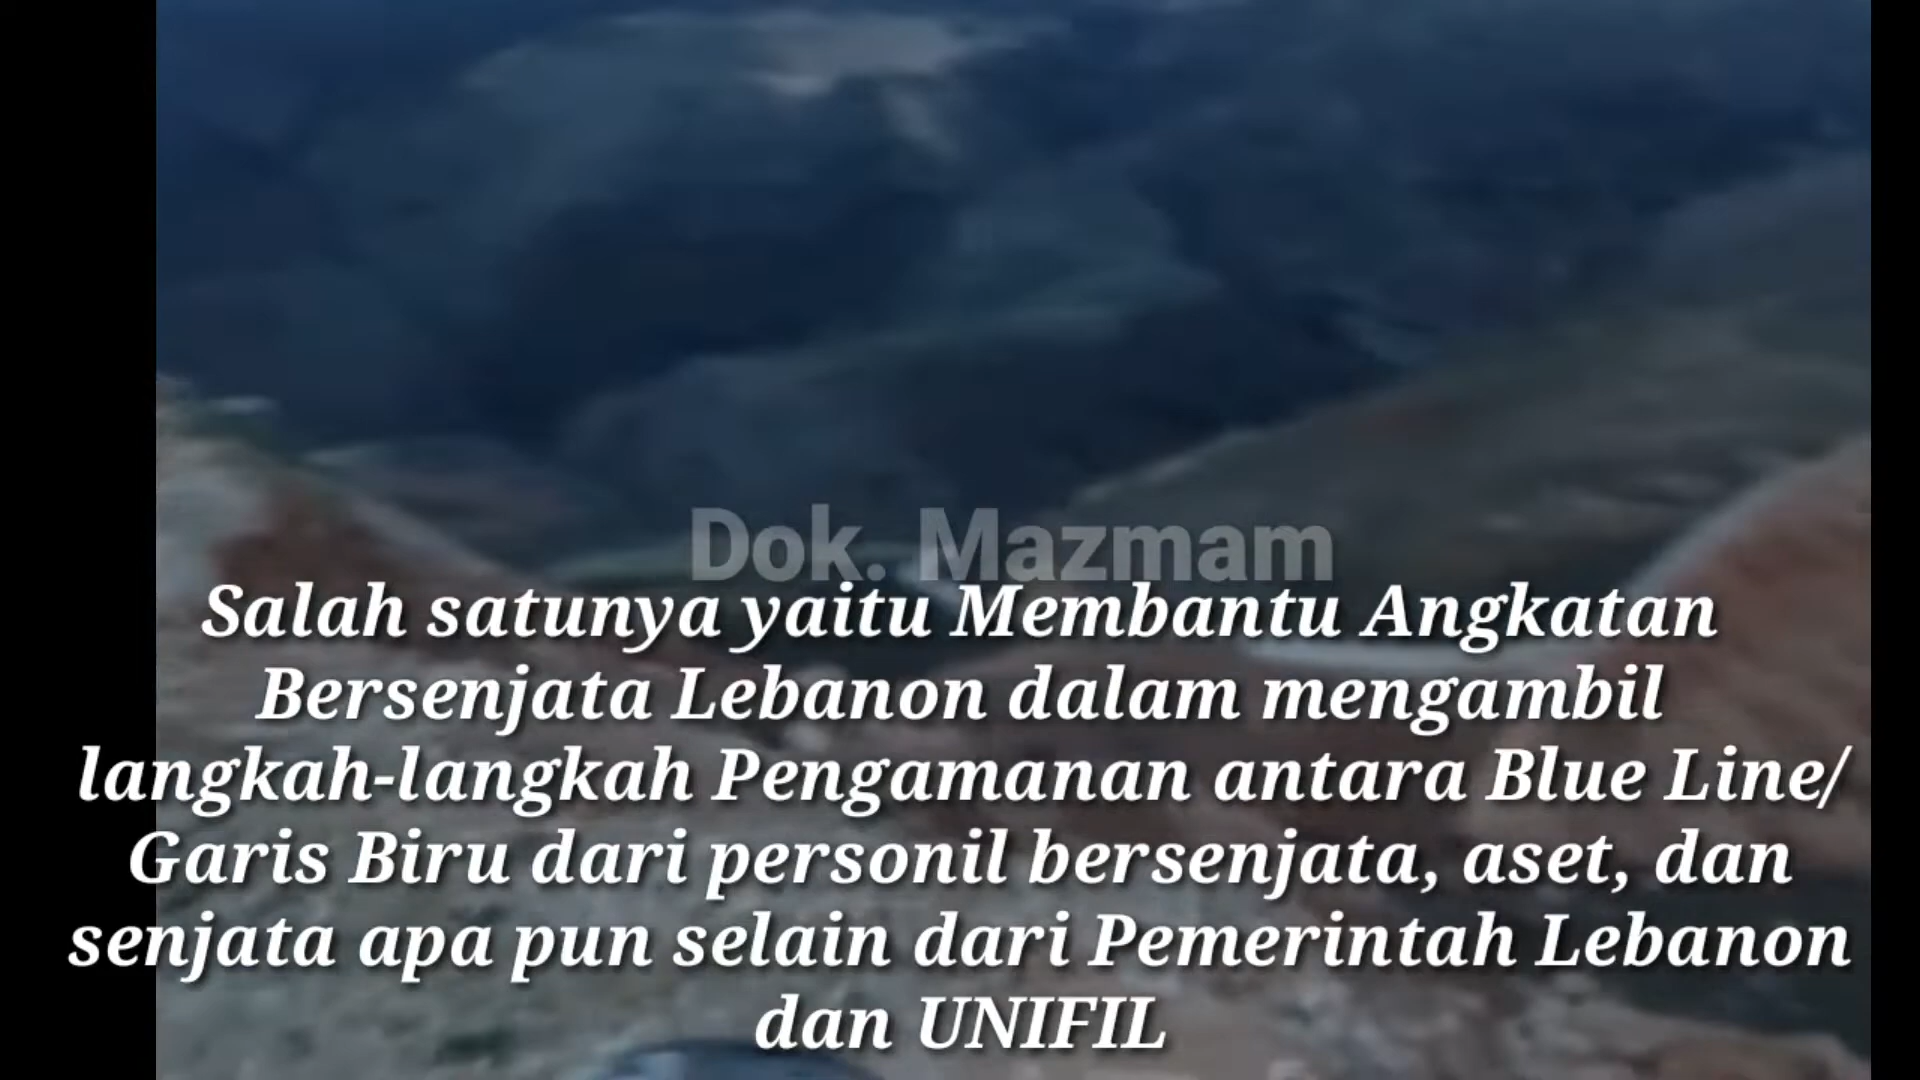 Dok. Mazmam
Salah satunya yaitu Membantu Angkatan
Bersenjata Lebanon dalam mengambil
langkah-langkah Pengamanan antara Blue Line/
Garis Biru dari personil bersenjata, aset, dan
senjata apa pun selain dari Pemerintah Lebanon
dan UNIFIL